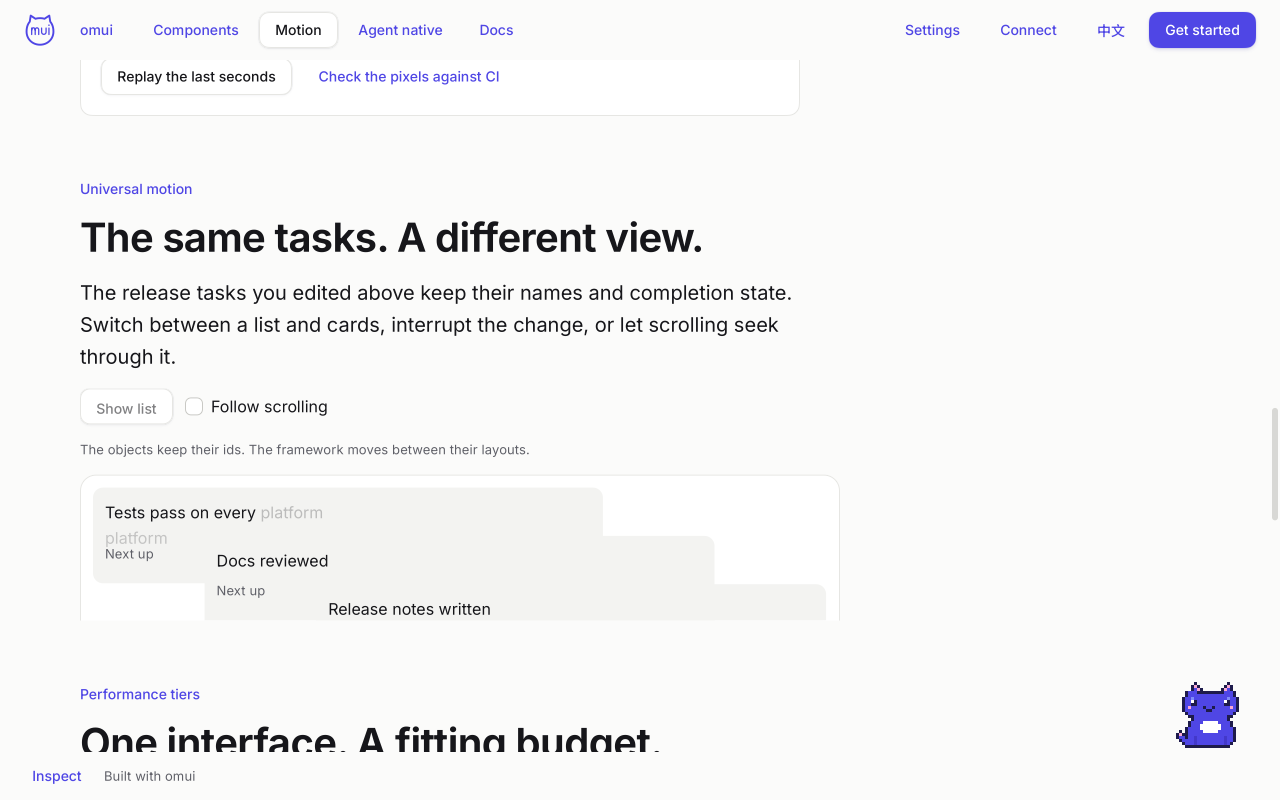 mui
omui
Components
Motion
Agent native
Docs
Settings
Connect
中文
Get started
Replay the last seconds
Check the pixels against CI
Universal motion
The same tasks. A different view.
The release tasks you edited above keep their names and completion state.
Switch between a list and cards, interrupt the change, or let scrolling seek
through it.
Show list
Follow scrolling
The objects keep their ids. The framework moves between their layouts.
Tests pass on every platform
platform
Next up
Docs reviewed
Next up
Release notes written
Performance tiers
One interface. A fitting budget.
Inspect
Built with omui